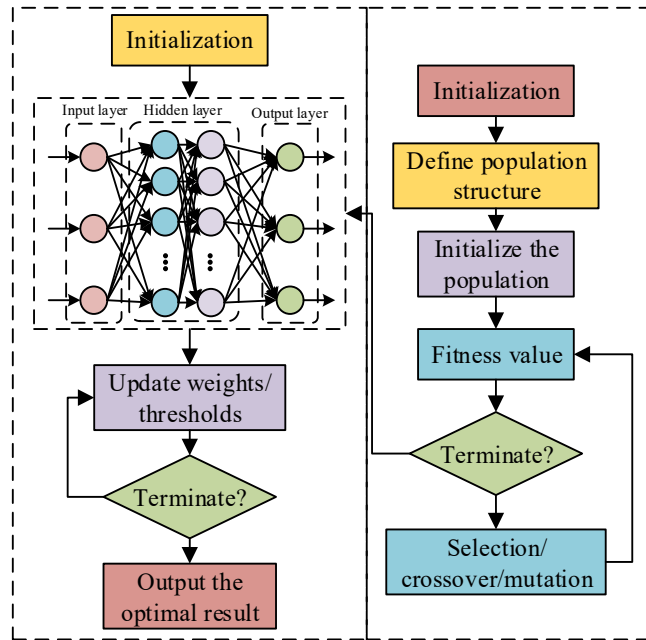 Initialization
Input layer
Hidden layer
Output layer
Update weights/
thresholds
Terminate?
Output the
optimal result
Initialization
Define population
structure
Initialize the
population
Fitness value
Terminate?
Selection/
crossover/mutation